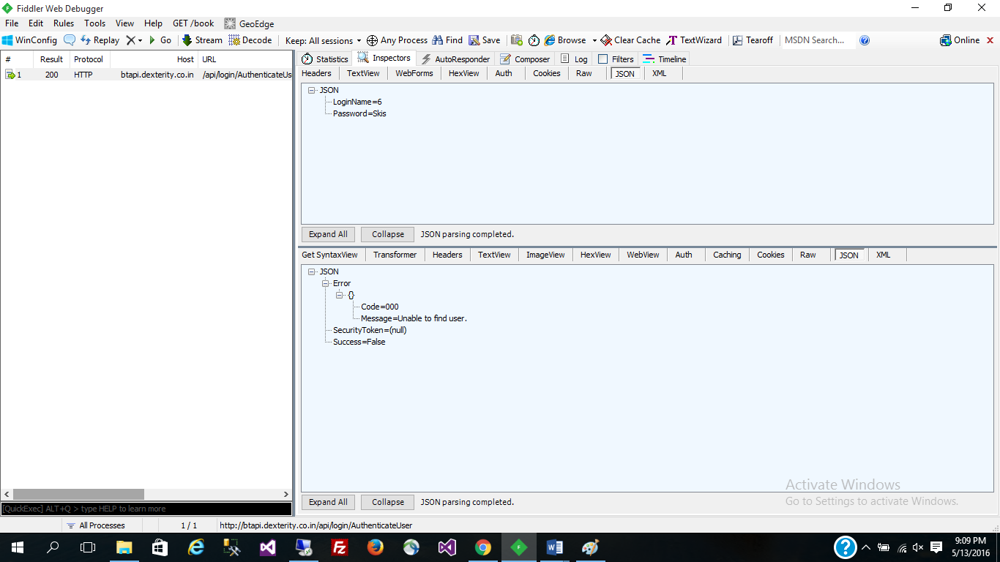 Fiddler Web Debugger
File Edit Rules Tools View Help GET /book GeoEdge
WinConfig Replay Go Stream Decode Keep: All sessions Any Process Find Save Browse Clear Cache TextWizard Tearoff MSDN Search... Online
# Result Protocol Host URL
1 200 HTTP btapi.dexterity.co.in /api/login/AuthenticateUs
Statistics Inspectors AutoResponder Composer Log Filters Timeline
Headers TextView WebForms HexView Auth Cookies Raw JSON XML
JSON
LoginName=6
Password=Skis
Expand All Collapse JSON parsing completed.
Get SyntaxView Transformer Headers TextView ImageView HexView WebView Auth Caching Cookies Raw JSON XML
JSON
Error
{}
Code=000
Message=Unable to find user.
SecurityToken=(null)
Success=False
Activate Windows
Go to Settings to activate Windows.
Expand All Collapse JSON parsing completed.
[QuickExec] ALT+Q > type HELP to learn more
All Processes 1 / 1 http://btapi.dexterity.co.in/api/login/AuthenticateUser
9:09 PM
5/13/2016